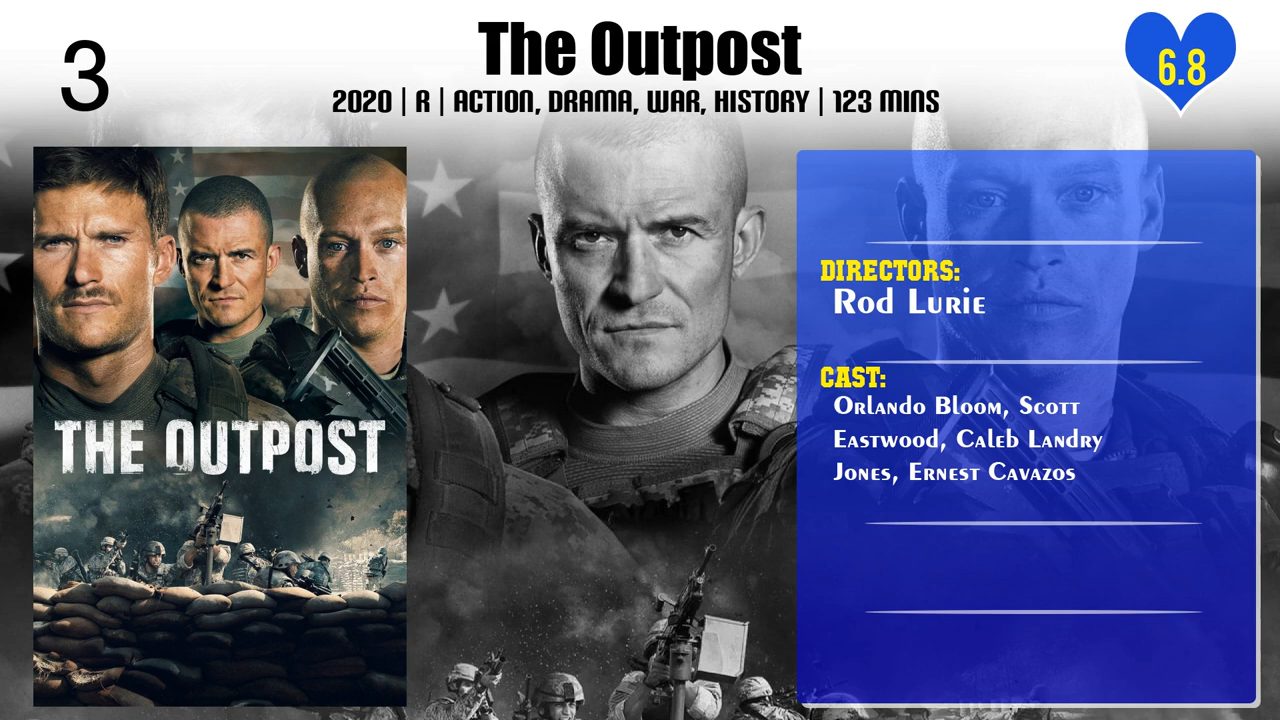 3
The Outpost
2020 | R | ACTION, DRAMA, WAR, HISTORY | 123 MINS
6.8
THE OUTPOST
DIRECTORS:
Rod Lurie
CAST:
Orlando Bloom, Scott
Eastwood, Caleb Landry
Jones, Ernest Cavazos